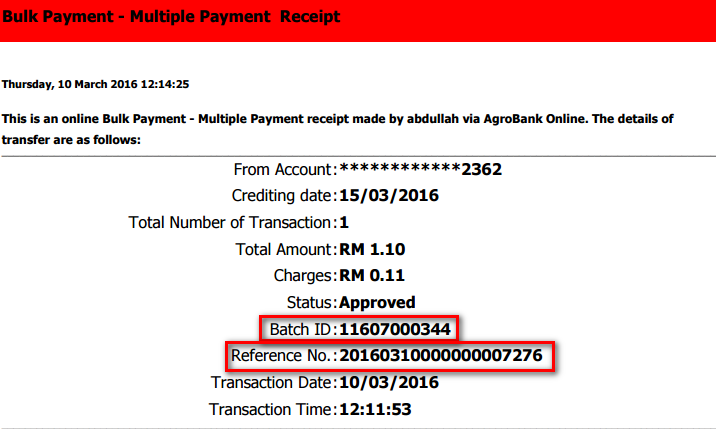 Bulk Payment - Multiple Payment Receipt
Thursday, 10 March 2016 12:14:25
This is an online Bulk Payment - Multiple Payment receipt made by abdullah via AgroBank Online. The details of
transfer are as follows:
From Account:************2362
Crediting date:15/03/2016
Total Number of Transaction:1
Total Amount:RM 1.10
Charges:RM 0.11
Status:Approved
Batch ID:11607000344
Reference No.:20160310000000007276
Transaction Date:10/03/2016
Transaction Time:12:11:53